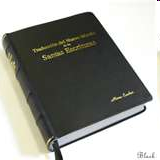 Traducción del Nuevo Mundo
de las
Santas Escrituras
Black